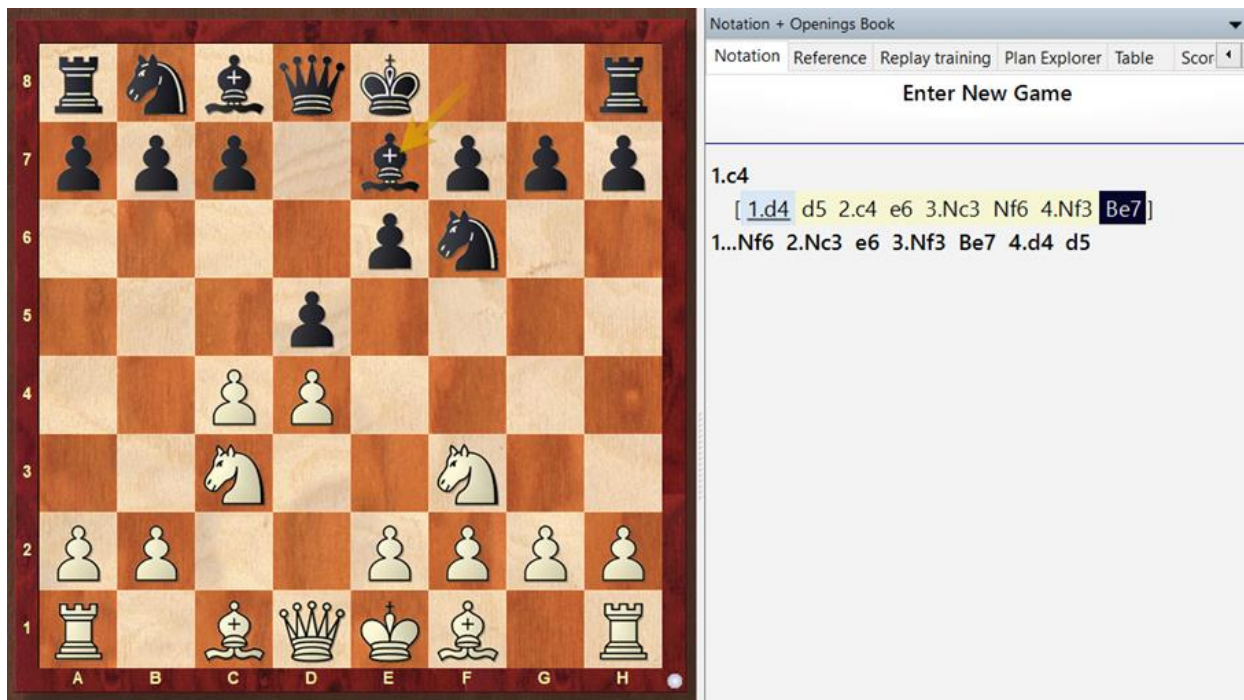 Notation + Openings Book
Notation Reference Replay training Plan Explorer Table Scor
Enter New Game
1.c4
[ 1.d4 d5 2.c4 e6 3.Nc3 Nf6 4.Nf3 Be7 ]
1...Nf6 2.Nc3 e6 3.Nf3 Be7 4.d4 d5
8
7
6
5
4
3
2
1
A B C D E F G H